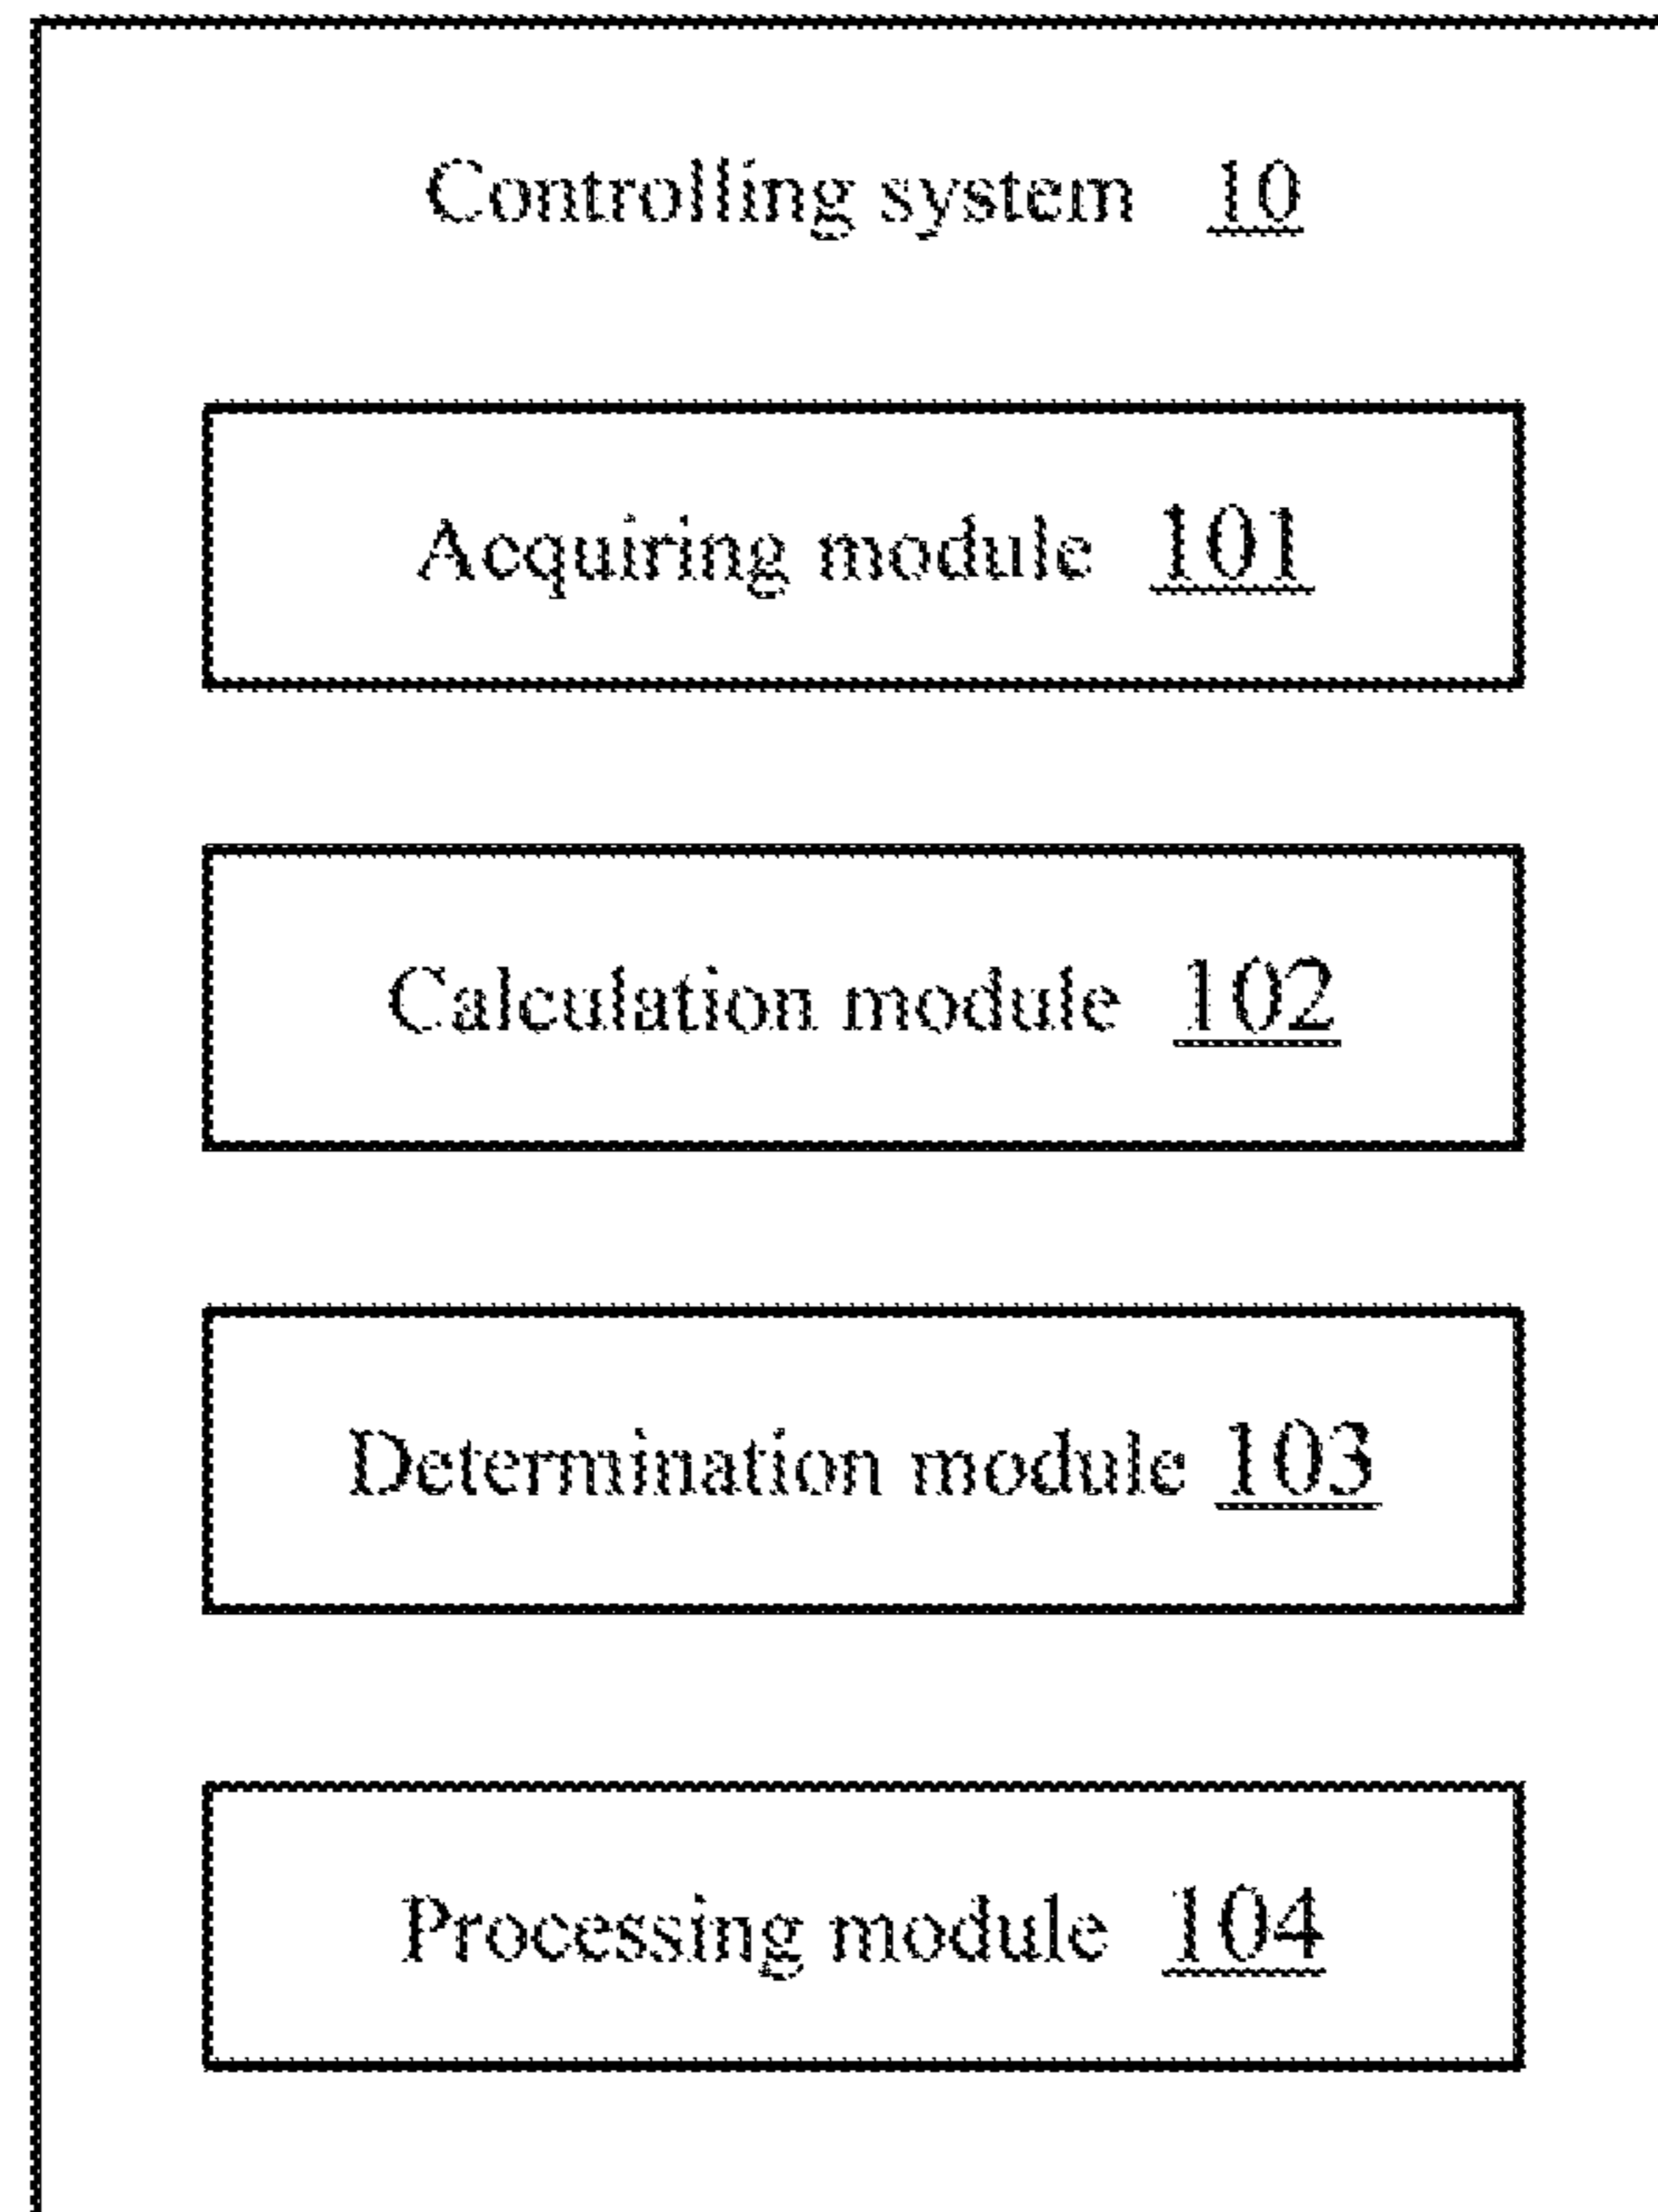 Controlling system 10
Acquiring module 101
Calculation module 102
Determination module 103
Processing module 104